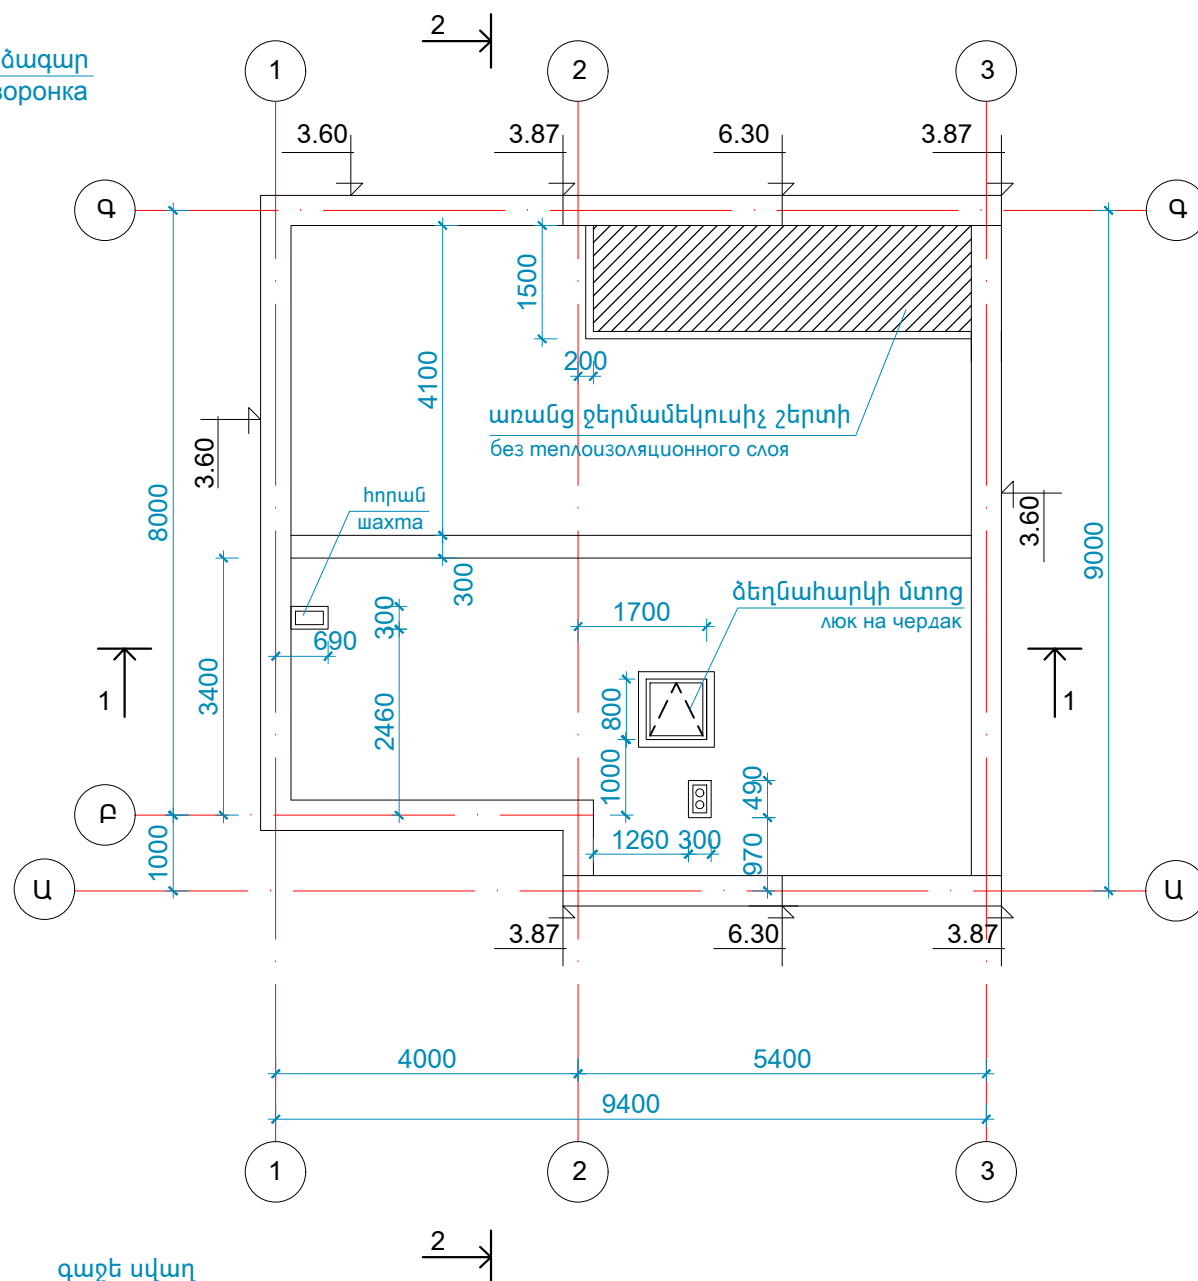 2
ձագար
воронка
1
2
3
3.60
3.87
6.30
3.87
Գ
Գ
1500
200
4100
առանց ջերմամեկուսիչ շերտի
без теплоизоляционного слоя
3.60
8000
հորան
шахта
3.60
9000
300
ձեղնահարկի մտոց
люк на чердак
1700
300
690
1
3400
2460
800
1
1000
490
Բ
1260
300
970
1000
Ա
Ա
3.87
6.30
3.87
4000
5400
9400
1
2
3
2
գաջե սվաղ